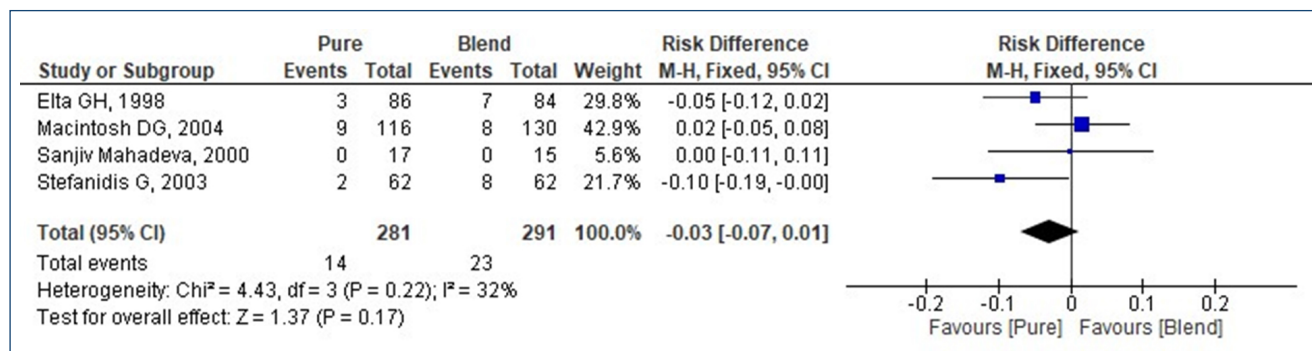 Pure Blend Risk Difference Risk Difference
Study or Subgroup Events Total Events Total Weight M-H, Fixed, 95% CI M-H, Fixed, 95% CI
Elta GH, 1998 3 86 7 84 29.8% -0.05 [-0.12, 0.02]
Macintosh DG, 2004 9 116 8 130 42.9% 0.02 [-0.05, 0.08]
Sanjiv Mahadeva, 2000 0 17 0 15 5.6% 0.00 [-0.11, 0.11]
Stefanidis G, 2003 2 62 8 62 21.7% -0.10 [-0.19, -0.00]
Total (95% CI) 281 291 100.0% -0.03 [-0.07, 0.01]
Total events 14 23
Heterogeneity: Chi² = 4.43, df = 3 (P = 0.22); I² = 32%
Test for overall effect: Z = 1.37 (P = 0.17)
-0.2 -0.1 0 0.1 0.2
Favours [Pure] Favours [Blend]